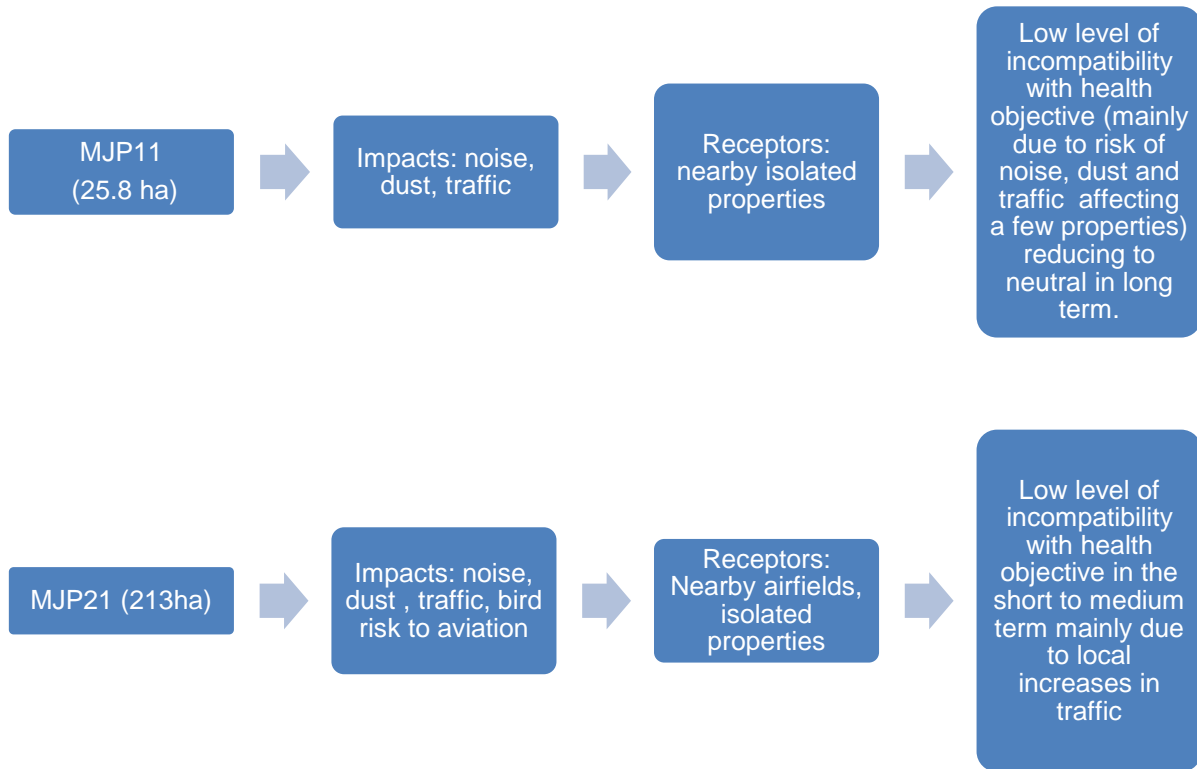 MJP11
(25.8 ha)
Impacts: noise,
dust, traffic
Receptors:
nearby isolated
properties
Low level of
incompatibility
with health
objective (mainly
due to risk of
noise, dust and
traffic  affecting
a few properties)
reducing to
neutral in long
term.
MJP21 (213ha)
Impacts: noise,
dust , traffic, bird
risk to aviation
Receptors:
Nearby airfields,
isolated
properties
Low level of
incompatibility
with health
objective in the
short to medium
term mainly due
to local
increases in
traffic